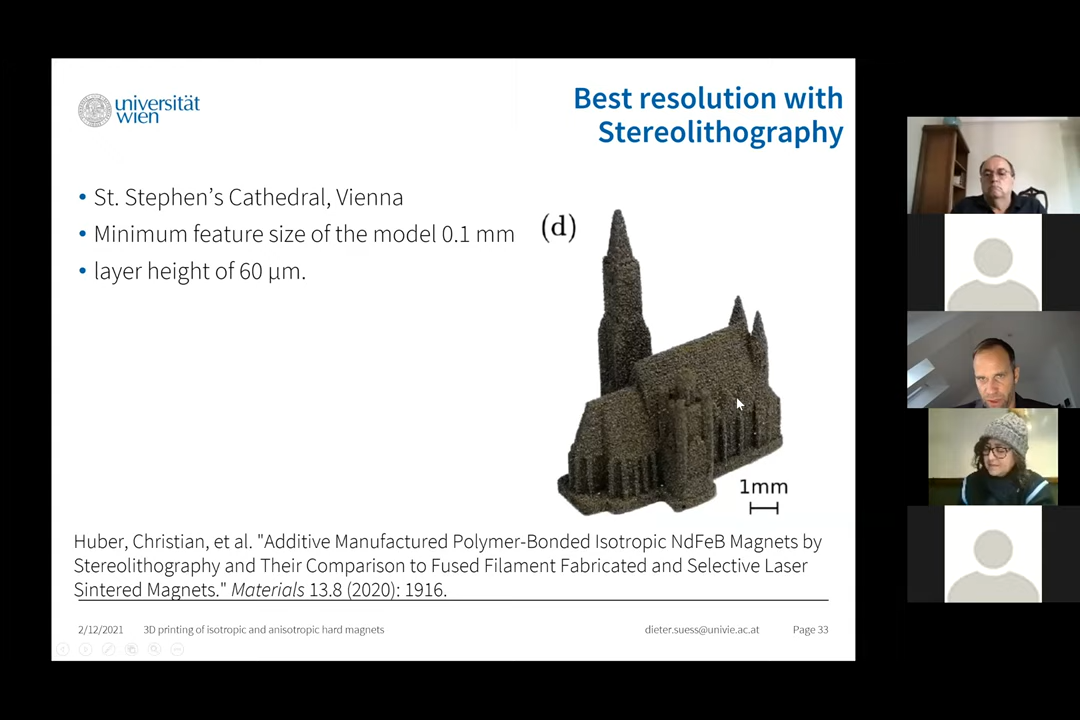 universität
wien
Best resolution with
Stereolithography
• St. Stephen's Cathedral, Vienna
• Minimum feature size of the model 0.1 mm
• layer height of 60 µm.
(d)
1mm
Huber, Christian, et al. "Additive Manufactured Polymer-Bonded Isotropic NdFeB Magnets by
Stereolithography and Their Comparison to Fused Filament Fabricated and Selective Laser
Sintered Magnets." Materials 13.8 (2020): 1916.
2/12/2021 3D printing of isotropic and anisotropic hard magnets dieter.suess@univie.ac.at Page 33